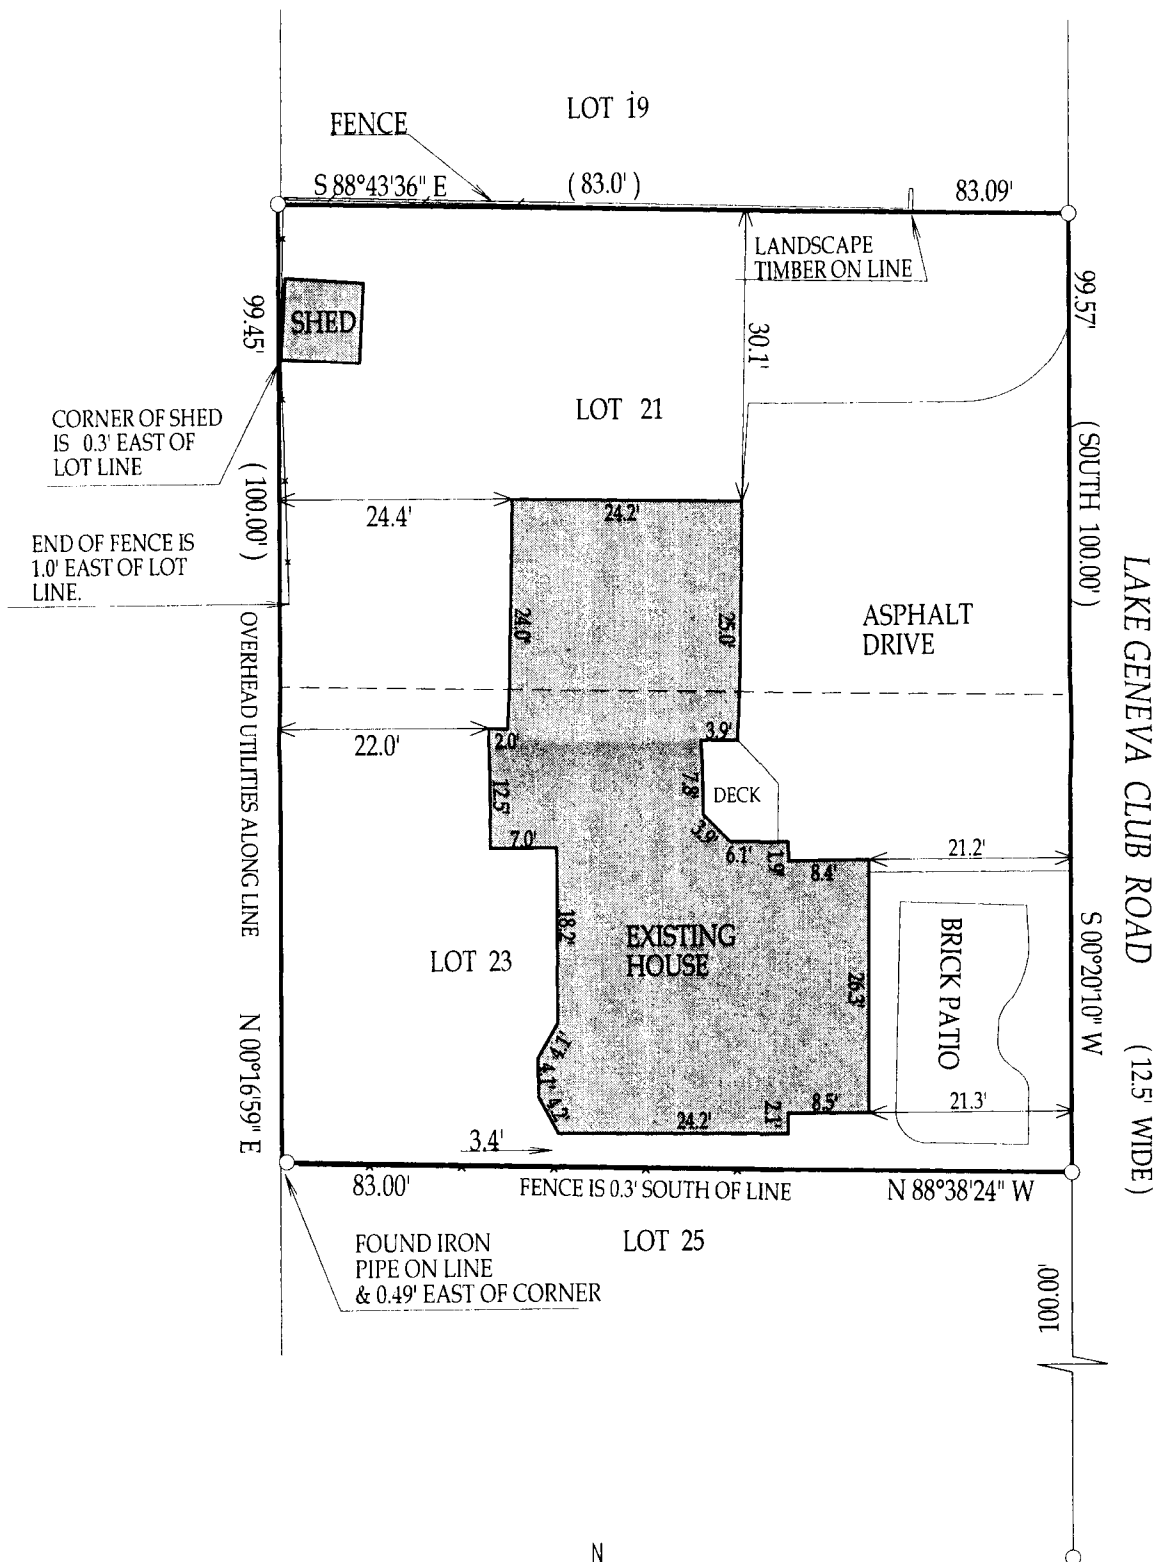 LOT 19
FENCE
S 88°43'36" E
( 83.0' )
83.09'
LANDSCAPE
TIMBER ON LINE
99.57'
99.45'
SHED
30.1'
CORNER OF SHED
IS 0.3' EAST OF
LOT LINE
LOT 21
( 100.00' )
(SOUTH 100.00' )
24.4'
24.2'
END OF FENCE IS
1.0' EAST OF LOT
LINE.
24.0'
25.0'
ASPHALT
DRIVE
LAKE GENEVA CLUB ROAD ( 12.5' WIDE )
OVERHEAD UTILITIES ALONG LINE
22.0'
2.0'
3.9'
12.5'
7.8'
DECK
3.9'
7.0'
6.1'
1.9'
8.4'
21.2'
18.2'
EXISTING
HOUSE
26.3'
BRICK PATIO
S 00°20'10" W
LOT 23
N 00°16'59" E
4.1'
4.1'
4.2'
24.2'
2.1'
8.5'
21.3'
3.4'
83.00'
FENCE IS 0.3' SOUTH OF LINE
N 88°38'24" W
FOUND IRON
PIPE ON LINE
& 0.49' EAST OF CORNER
LOT 25
100.00'
N